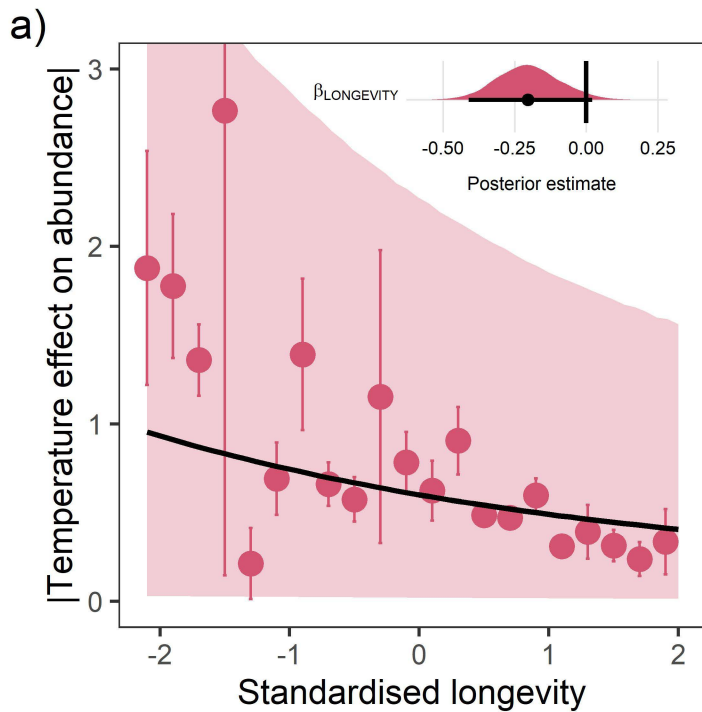 a)
|Temperature effect on abundance|
3
2
1
0
-2 -1 0 1 2
Standardised longevity
βLONGEVITY
-0.50 -0.25 0.00 0.25
Posterior estimate